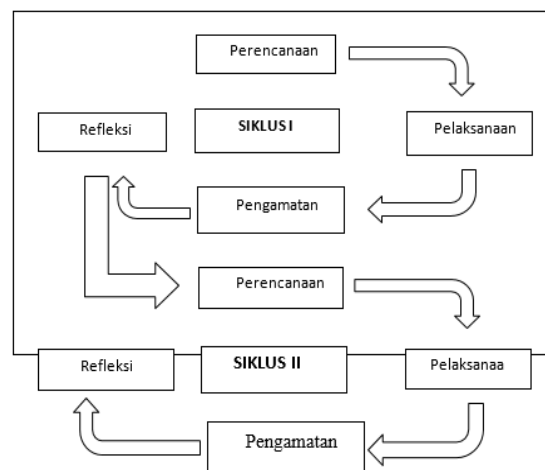 Perencanaan
Refleksi
SIKLUS I
Pelaksanaan
Pengamatan
Perencanaan
Refleksi
SIKLUS II
Pelaksanaa
Pengamatan